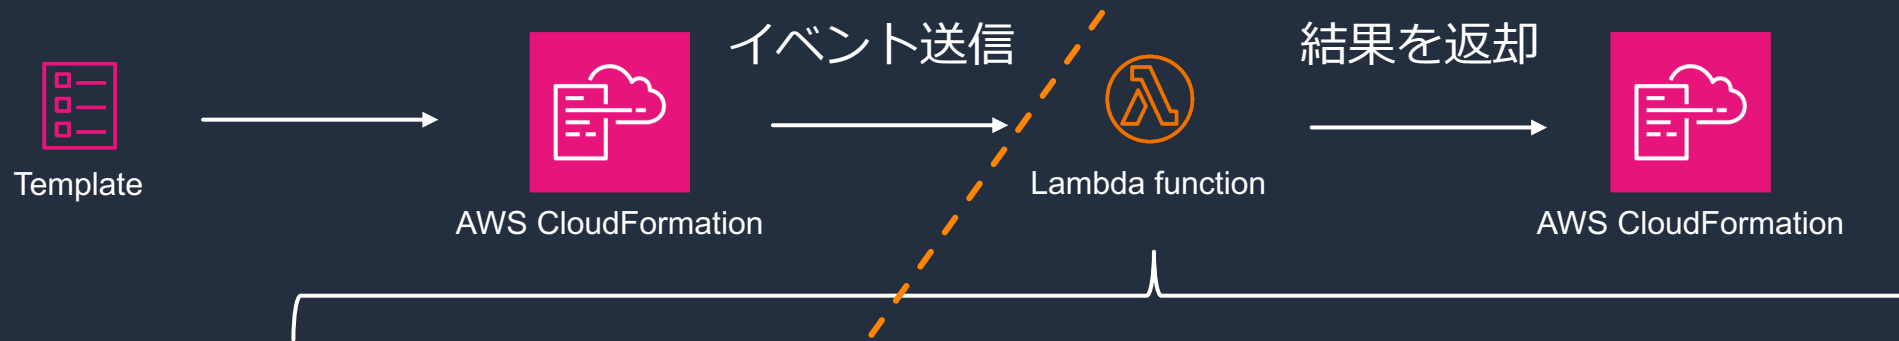 イベント送信
結果を返却
Template
AWS CloudFormation
Lambda function
AWS CloudFormation